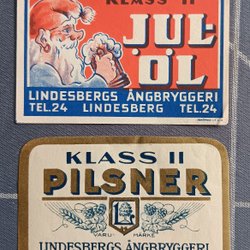 KLASS II
JUL-
ÖL
LINDESBERGS ÅNGBRYGGERI
TEL.24 LINDESBERG TEL.24
KLASS II
PILSNER
VARU MÄRKE
LINDESBERGS ÅNGBRYGGERI